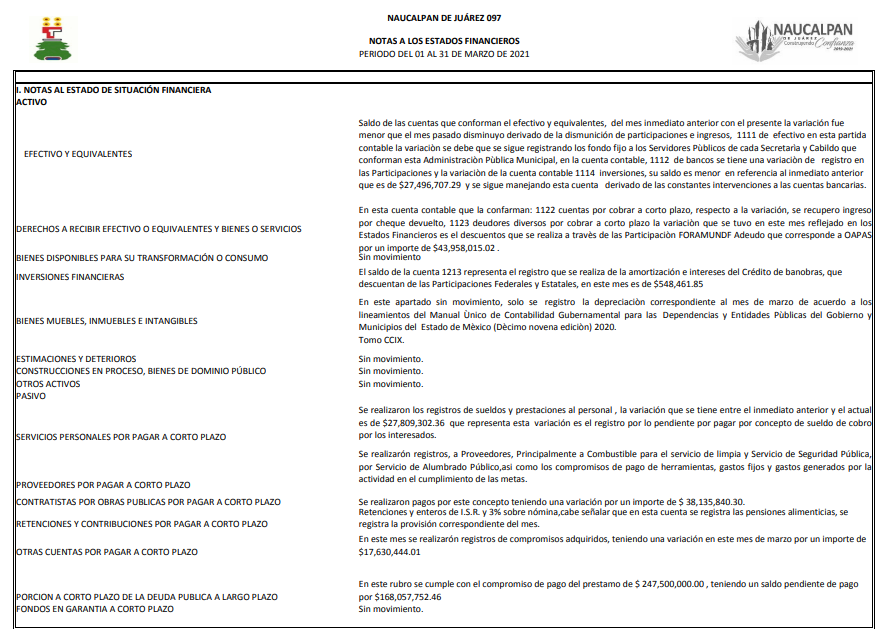 NAUCALPAN DE JUÁREZ 097
NAUCALPAN
DE JUÁREZ
Construyendo Confianza
2019-2021
NOTAS A LOS ESTADOS FINANCIEROS
PERIODO DEL 01 AL 31 DE MARZO DE 2021
I. NOTAS AL ESTADO DE SITUACIÓN FINANCIERA
ACTIVO
EFECTIVO Y EQUIVALENTES
Saldo de las cuentas que conforman el efectivo y equivalentes, del mes inmediato anterior con el presente la variación fue
menor que el mes pasado disminuyo derivado de la dismunición de participaciones e ingresos, 1111 de efectivo en esta partida
contable la variaciòn se debe que se sigue registrando los fondo fijo a los Servidores Pùblicos de cada Secretaria y Cabildo que
conforman esta Administraciòn Pùblica Municipal, en la cuenta contable, 1112 de bancos se tiene una variaciòn de registro en
las Participaciones y la variaciòn de la cuenta contable 1114 inversiones, su saldo es menor en referencia al inmediato anterior
que es de $27,496,707.29 y se sigue manejando esta cuenta derivado de las constantes intervenciones a las cuentas bancarias.
DERECHOS A RECIBIR EFECTIVO O EQUIVALENTES Y BIENES O SERVICIOS
En esta cuenta contable que la confarman: 1122 cuentas por cobrar a corto plazo, respecto a la variación, se recupero ingreso
por cheque devuelto, 1123 deudores diversos por cobrar a corto plazo la variaciòn que se tuvo en este mes reflejado en los
Estados Financieros es el descuentos que se realiza a travès de las Participaciòn FORAMUNDF Adeudo que corresponde a OAPAS
por un importe de $43,958,015.02 .
BIENES DISPONIBLES PARA SU TRANSFORMACIÓN O CONSUMO
Sin movimiento
INVERSIONES FINANCIERAS
El saldo de la cuenta 1213 representa el registro que se realiza de la amortización e intereses del Crédito de banobras, que
descuentan de las Participaciones Federales y Estatales, en este mes es de $548,461.85
BIENES MUEBLES, INMUEBLES E INTANGIBLES
En este apartado sin movimiento, solo se registro la depreciaciòn correspondiente al mes de marzo de acuerdo a los
lineamientos del Manual Ùnico de Contabilidad Gubernamental para las Dependencias y Entidades Pùblicas del Gobierno y
Municipios del Estado de Mèxico (Dècimo novena ediciòn) 2020.
Tomo CCIX.
ESTIMACIONES Y DETERIOROS
Sin movimiento.
CONSTRUCCIONES EN PROCESO, BIENES DE DOMINIO PÚBLICO
Sin movimiento.
OTROS ACTIVOS
Sin movimiento.
PASIVO
SERVICIOS PERSONALES POR PAGAR A CORTO PLAZO
Se realizaron los registros de sueldos y prestaciones al personal , la variación que se tiene entre el inmediato anterior y el actual
es de $27,809,302.36 que representa esta variación es el registro por lo pendiente por pagar por concepto de sueldo de cobro
por los interesados.
PROVEEDORES POR PAGAR A CORTO PLAZO
Se realizarón registros, a Proveedores, Principalmente a Combustible para el servicio de limpia y Servicio de Seguridad Pública,
por Servicio de Alumbrado Público,asi como los compromisos de pago de herramientas, gastos fijos y gastos generados por la
actividad en el cumplimiento de las metas.
CONTRATISTAS POR OBRAS PUBLICAS POR PAGAR A CORTO PLAZO
Se realizaron pagos por este concepto teniendo una variación por un importe de $ 38,135,840.30.
RETENCIONES Y CONTRIBUCIONES POR PAGAR A CORTO PLAZO
Retenciones y enteros de I.S.R. y 3% sobre nómina,cabe señalar que en esta cuenta se registra las pensiones alimenticias, se
registra la provisión correspondiente del mes.
OTRAS CUENTAS POR PAGAR A CORTO PLAZO
En este mes se realizarón registros de compromisos adquiridos, teniendo una variación en este mes de marzo por un importe de
$17,630,444.01
PORCION A CORTO PLAZO DE LA DEUDA PUBLICA A LARGO PLAZO
En este rubro se cumple con el compromiso de pago del prestamo de $ 247,500,000.00 , teniendo un saldo pendiente de pago
por $168,057,752.46
FONDOS EN GARANTIA A CORTO PLAZO
Sin movimiento.